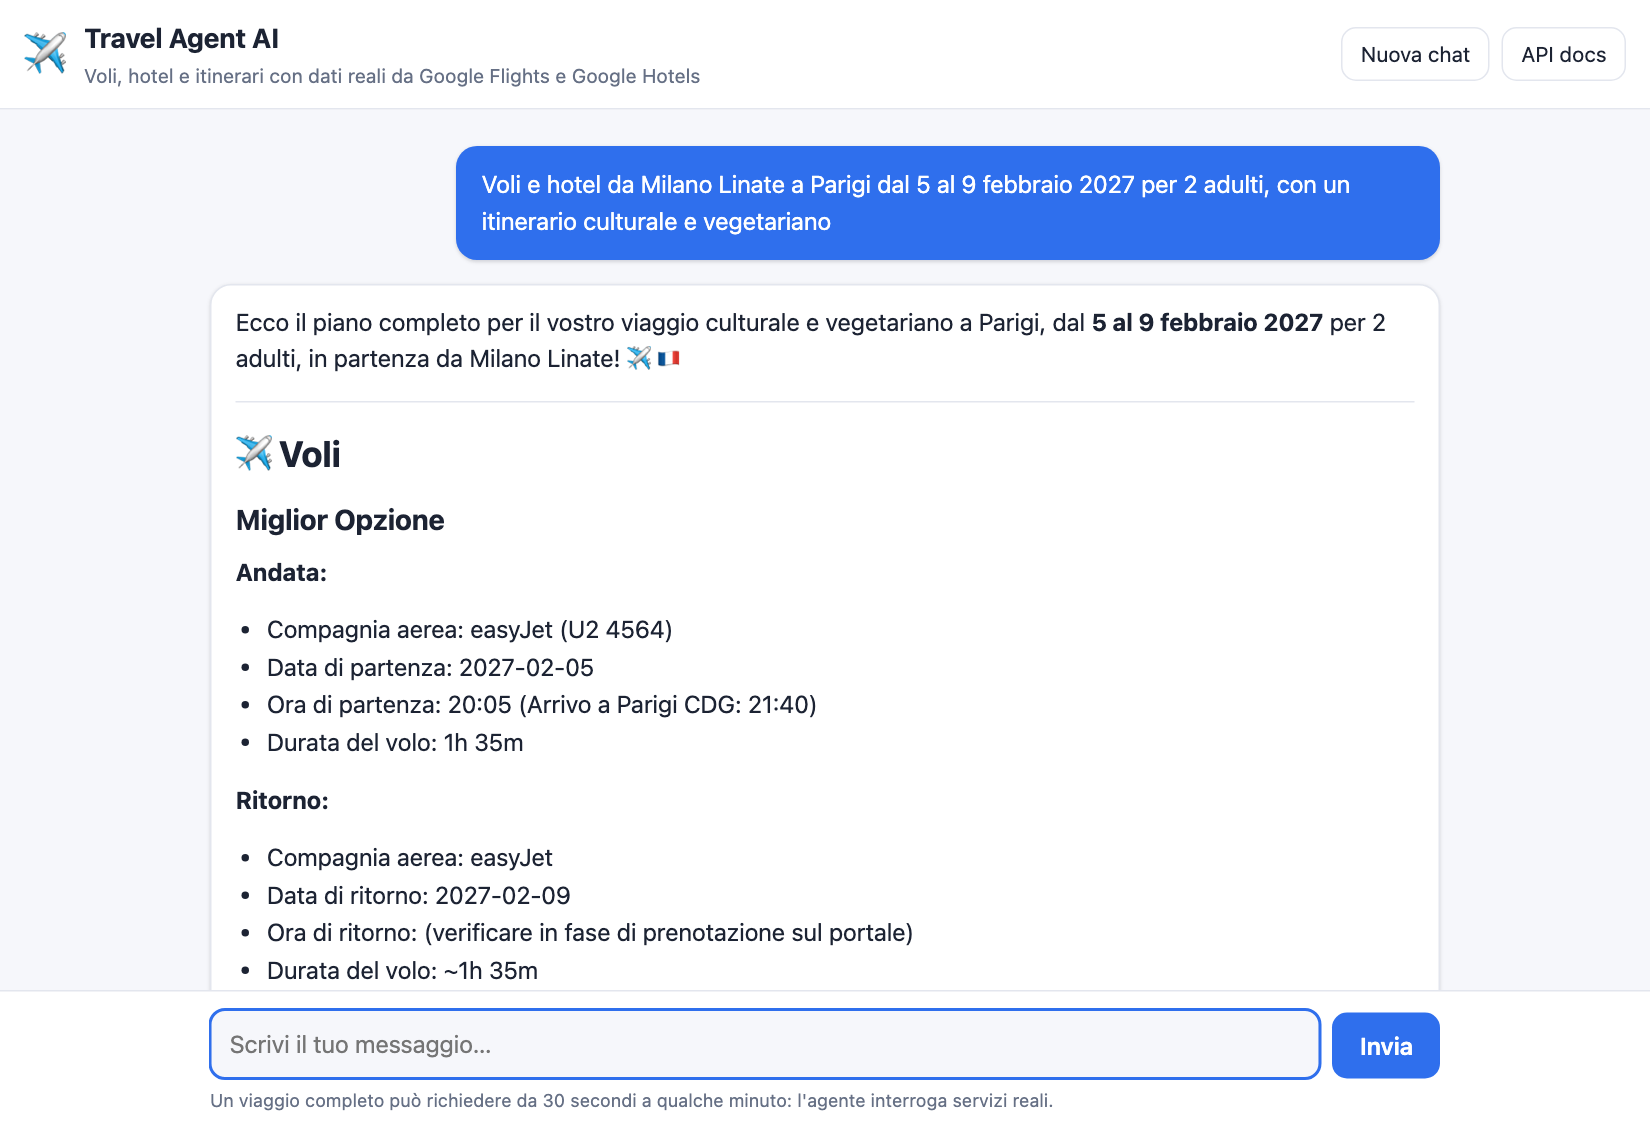 Travel Agent AI
Voli, hotel e itinerari con dati reali da Google Flights e Google Hotels
Nuova chat
API docs
Voli e hotel da Milano Linate a Parigi dal 5 al 9 febbraio 2027 per 2 adulti, con un
itinerario culturale e vegetariano
Ecco il piano completo per il vostro viaggio culturale e vegetariano a Parigi, dal 5 al 9 febbraio 2027 per 2
adulti, in partenza da Milano Linate! ✈️🇫🇷
✈️ Voli
Miglior Opzione
Andata:
• Compagnia aerea: easyJet (U2 4564)
• Data di partenza: 2027-02-05
• Ora di partenza: 20:05 (Arrivo a Parigi CDG: 21:40)
• Durata del volo: 1h 35m
Ritorno:
• Compagnia aerea: easyJet
• Data di ritorno: 2027-02-09
• Ora di ritorno: (verificare in fase di prenotazione sul portale)
• Durata del volo: ~1h 35m
Scrivi il tuo messaggio...
Invia
Un viaggio completo può richiedere da 30 secondi a qualche minuto: l'agente interroga servizi reali.